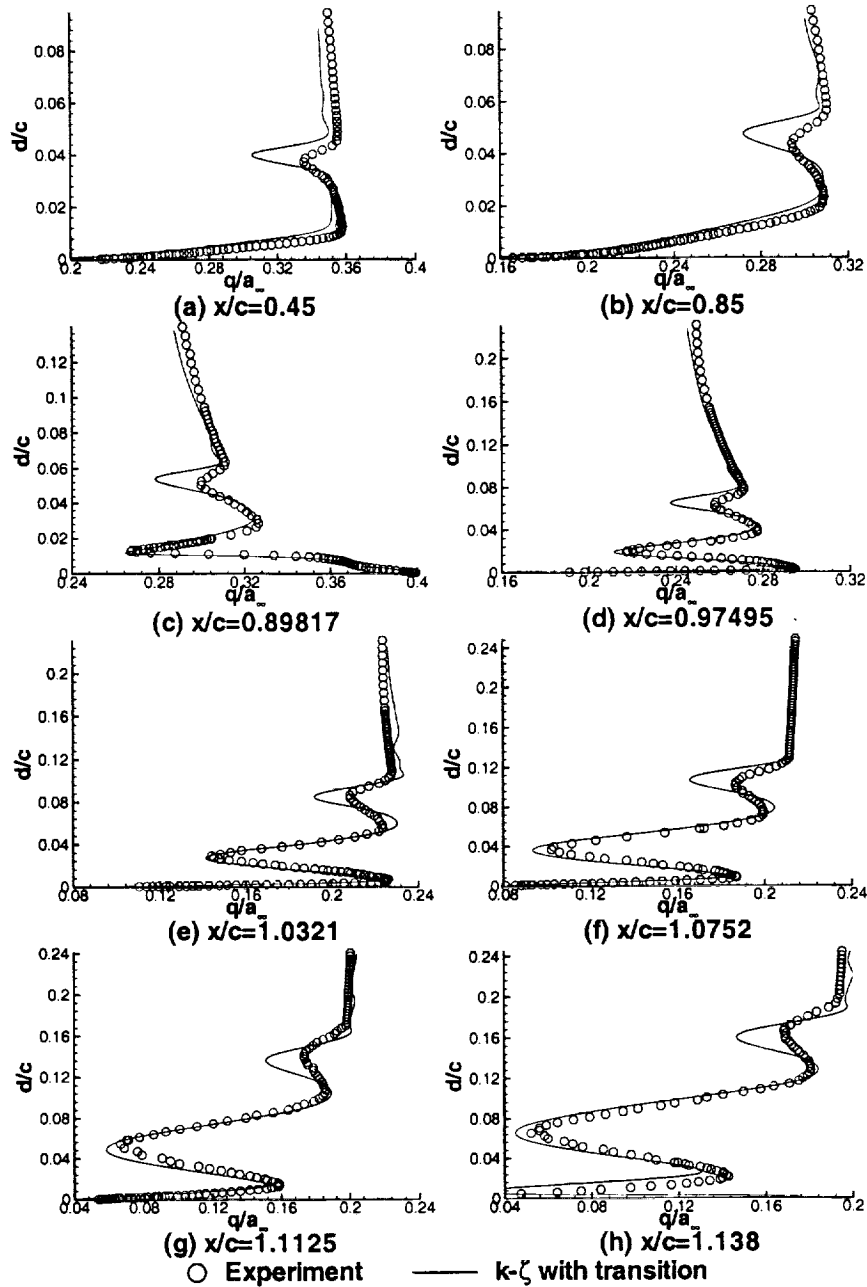 0.08
0.06
d/c
0.04
0.02
0
0.2 0.24 0.28 0.32 0.36 0.4
q/a∞
(a) x/c=0.45
0.08
0.06
d/c
0.04
0.02
0
0.16 0.2 0.24 0.28 0.32
q/a∞
(b) x/c=0.85
0.12
0.1
0.08
d/c
0.06
0.04
0.02
0
0.24 0.28 0.32 0.36 0.4
q/a∞
(c) x/c=0.89817
0.2
0.16
d/c
0.12
0.08
0.04
0
0.16 0.2 0.24 0.28 0.32
q/a∞
(d) x/c=0.97495
0.2
0.16
d/c
0.12
0.08
0.04
0
0.08 0.12 0.16 0.2 0.24
q/a∞
(e) x/c=1.0321
0.24
0.2
0.16
d/c
0.12
0.08
0.04
0
0.08 0.12 0.16 0.2 0.24
q/a∞
(f) x/c=1.0752
0.24
0.2
0.16
d/c
0.12
0.08
0.04
0
0.04 0.08 0.12 0.16 0.2 0.24
q/a∞
(g) x/c=1.1125
0.24
0.2
0.16
d/c
0.12
0.08
0.04
0
0.04 0.08 0.12 0.16 0.2
q/a∞
(h) x/c=1.138
Experiment k-ζ with transition